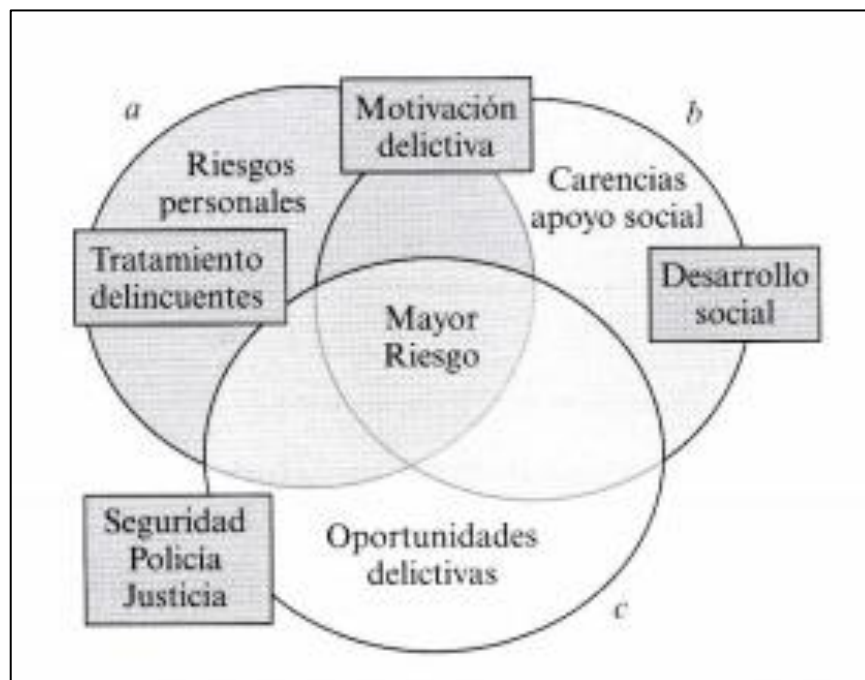 a
Motivación
delictiva
b
Riesgos
personales
Carencias
apoyo social
Tratamiento
delincuentes
Desarrollo
social
Mayor
Riesgo
Seguridad
Policía
Justicia
Oportunidades
delictivas
c